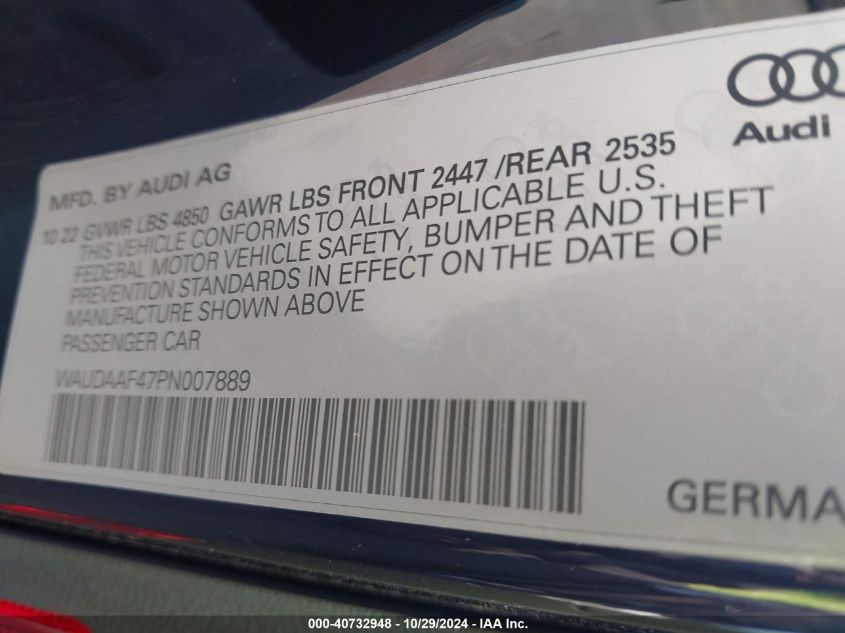 Audi
MFD. BY AUDI AG
10.22 GVWR LBS 4850 GAWR LBS FRONT 2447 /REAR 2535
THIS VEHICLE CONFORMS TO ALL APPLICABLE U.S.
FEDERAL MOTOR VEHICLE SAFETY, BUMPER AND THEFT
PREVENTION STANDARDS IN EFFECT ON THE DATE OF
MANUFACTURE SHOWN ABOVE
PASSENGER CAR
WAUDAAF47PN007889
GERMA
000-40732948 - 10/29/2024 - IAA Inc.